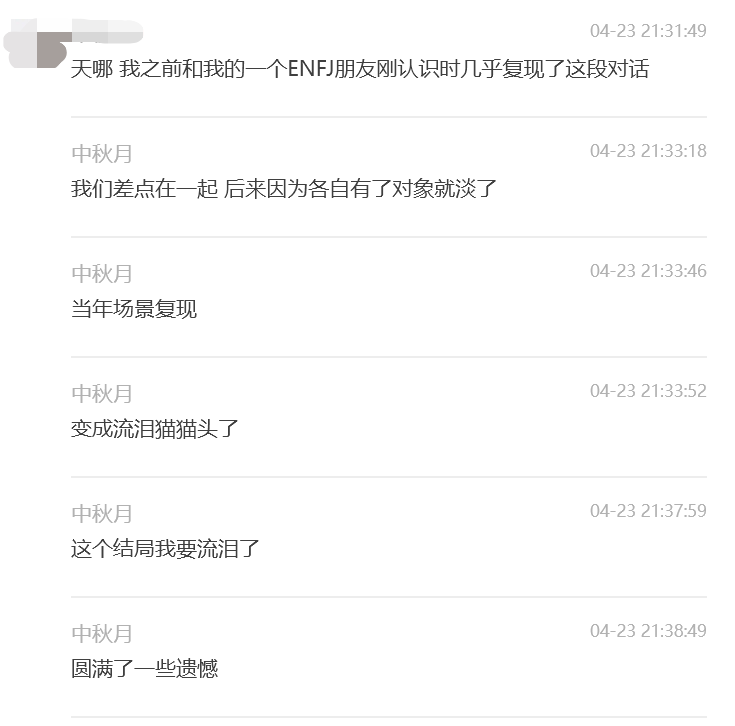 04-23 21:31:49
天哪 我之前和我的一个ENFJ朋友刚认识时几乎复现了这段对话
中秋月 04-23 21:33:18
我们差点在一起 后来因为各自有了对象就淡了
中秋月 04-23 21:33:46
当年场景复现
中秋月 04-23 21:33:52
变成流泪猫猫头了
中秋月 04-23 21:37:59
这个结局我要流泪了
中秋月 04-23 21:38:49
圆满了一些遗憾